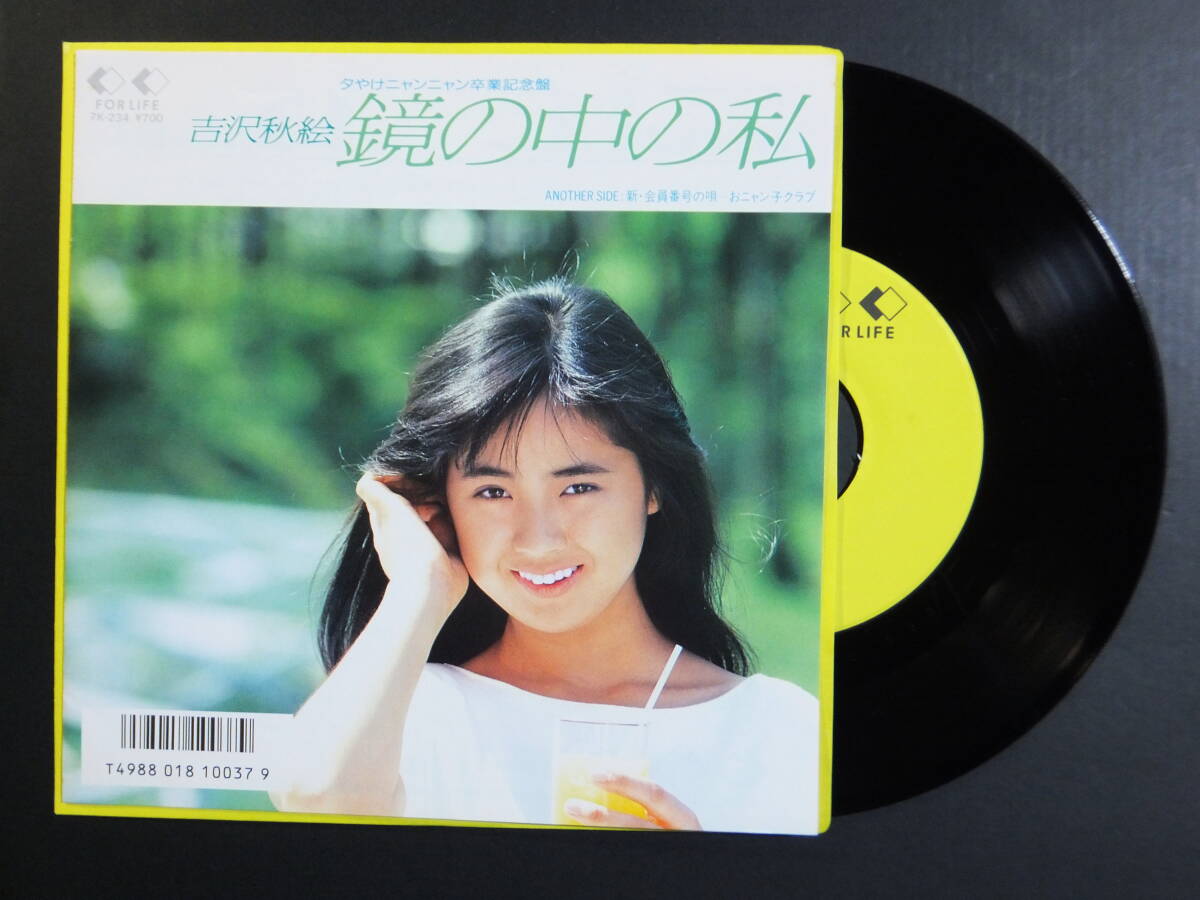 FOR LIFE
7K-234 ¥700
夕やけニャンニャン卒業記念盤
吉沢秋絵 鏡の中の私
ANOTHER SIDE：新・会員番号の唄 おニャン子クラブ
R LIFE
T4988 018 10037 9